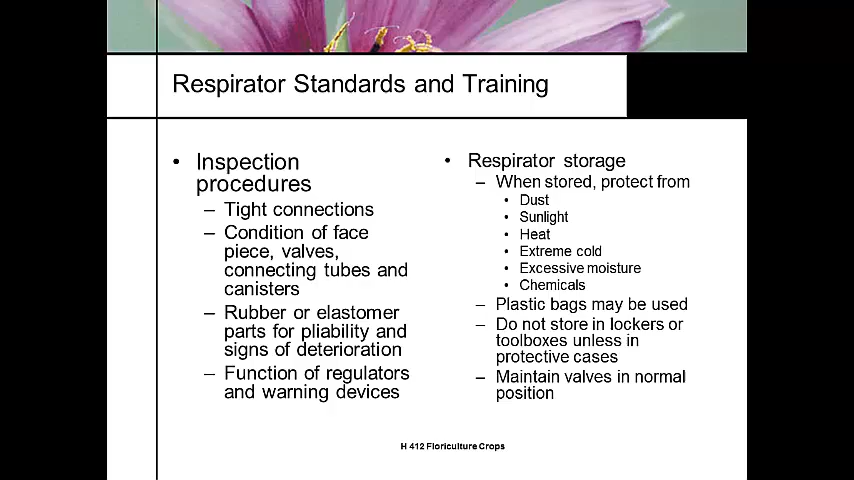 Respirator Standards and Training
• Inspection
procedures
– Tight connections
– Condition of face
piece, valves,
connecting tubes and
canisters
– Rubber or elastomer
parts for pliability and
signs of deterioration
– Function of regulators
and warning devices
• Respirator storage
– When stored, protect from
• Dust
• Sunlight
• Heat
• Extreme cold
• Excessive moisture
• Chemicals
– Plastic bags may be used
– Do not store in lockers or
toolboxes unless in
protective cases
– Maintain valves in normal
position
H 412 Floriculture Crops